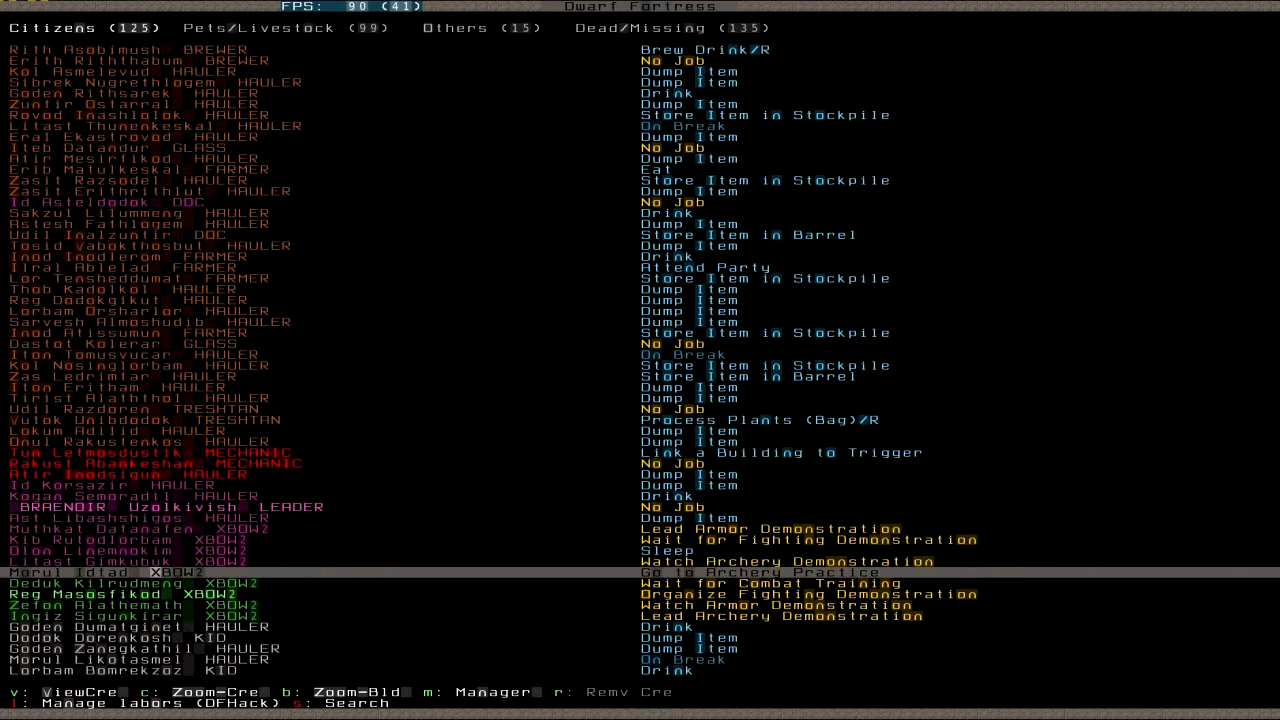 FPS: 90 (41) Dwarf Fortress
Citizens (125) Pets/Livestock (99) Others (15) Dead/Missing (135)
Rith Asobimush BREWER Brew Drink/R
Erith Riththabum BREWER No Job
Kol Asmelevud HAULER Dump Item
Sibrek Nugrethlogem HAULER Dump Item
Goden Rithsarek HAULER Drink
Zuntir Ostarral HAULER Dump Item
Rovod Inashlolok HAULER Store Item in Stockpile
Litast Thunenkeskal HAULER On Break
Eral Ekastrovod HAULER Dump Item
Iteb Datandur GLASS No Job
Atir Mesirfikod HAULER Dump Item
Erib Matulkeskal FARMER Eat
Zasit Razsodel HAULER Store Item in Stockpile
Zasit Erithrithlut HAULER Dump Item
Id Asteldodok DOC No Job
Sakzul Lilummeng HAULER Drink
Astesh Fathlogem HAULER Dump Item
Udil Inalzuntir DOC Store Item in Barrel
Tosid Vabokthosbut HAULER Dump Item
Inod Inodlerom FARMER Drink
Ilral Ablelad FARMER Attend Party
Lor Tensheddumat FARMER Store Item in Stockpile
Thob Kadolkol HAULER Dump Item
Reg Dodokgikut HAULER Dump Item
Lorbam Orsharlor HAULER Dump Item
Sarvesh Almoshudib HAULER Dump Item
Inod Atissumun FARMER Store Item in Stockpile
Dastot Kolerar GLASS No Job
Iton Tomusvucar HAULER On Break
Kol Nosinglorbam HAULER Store Item in Stockpile
Zas Ledrimtar HAULER Store Item in Barrel
Iton Eritham HAULER Dump Item
Tirist Alaththol HAULER Dump Item
Udil Razdoren TRESHTAN No Job
Vutok Unibdodok TRESHTAN Process Plants (Bag)/R
Lokum Adilid HAULER Dump Item
Onul Rakustenkos HAULER Dump Item
Tun Letmosdustik MECHANIC Link a Building to Trigger
Rakust Abankeshan MECHANIC No Job
Atir Inodsigun HAULER Dump Item
Id Korsazir HAULER Dump Item
Kogan Semoradil HAULER Drink
BRAENOIR Uzolkivish LEADER No Job
Ast Libashshigos HAULER Dump Item
Muthkat Datanafen XBOW2 Lead Armor Demonstration
Kib Rutodlorbam XBOW2 Wait for Fighting Demonstration
Olon Linemnokim XBOW2 Sleep
Litast Gimkubuk XBOW2 Watch Archery Demonstration
Morul Idtad XBOW2 Go to Archery Practice
Deduk Kilrudmeng XBOW2 Wait for Combat Training
Reg Masosfikod XBOW2 Organize Fighting Demonstration
Zefon Alathemath XBOW2 Watch Armor Demonstration
Ingiz Sigunkirar XBOW2 Lead Archery Demonstration
Goden Dumatginet HAULER Drink
Dodok Dorenkosh KID Dump Item
Goden Zanegkathil HAULER Dump Item
Morul Likotasmel HAULER On Break
Lorbam Bomrekzoz KID Drink
v: ViewCre c: Zoom-Cre b: Zoom-Bld m: Manager r: Remv Cre
l: Manage labors (DFHack) s: Search